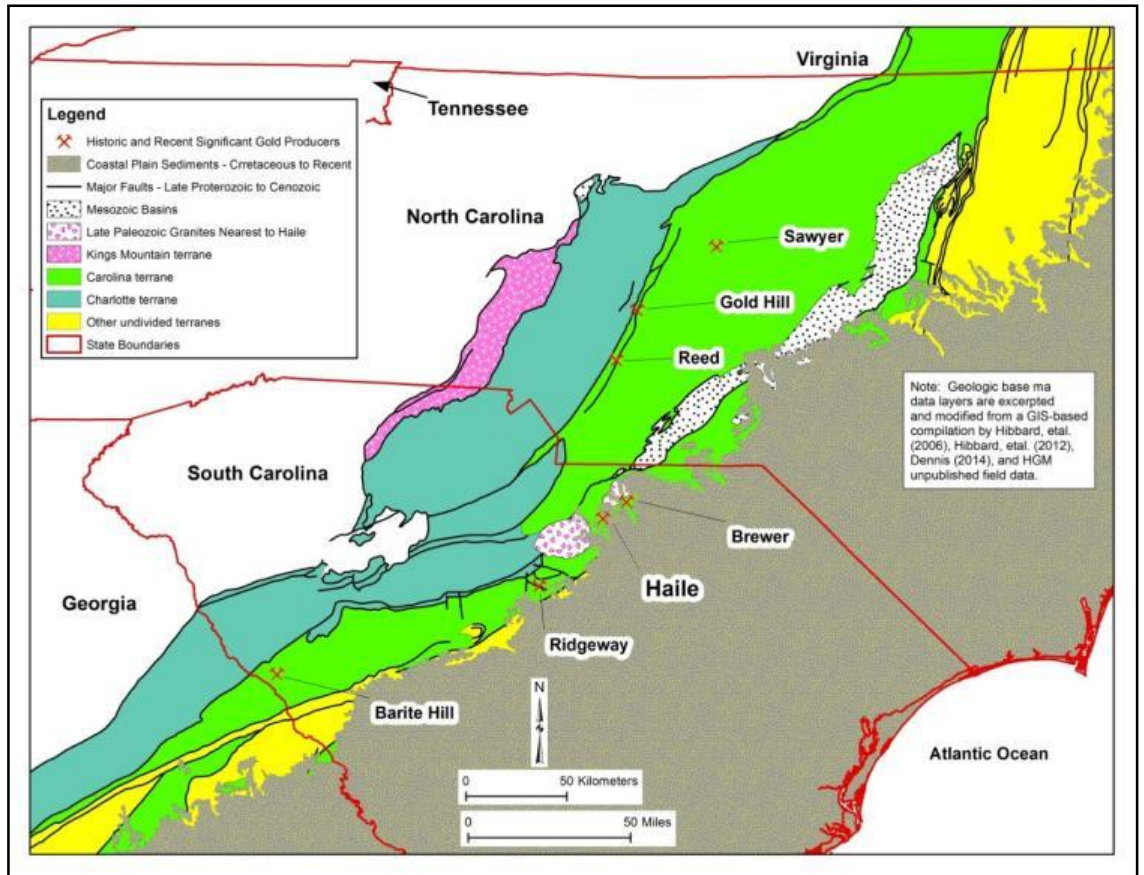 Virginia
Tennessee
Legend
Historic and Recent Significant Gold Producers
Coastal Plain Sediments - Crretaceous to Recent
Major Faults - Late Proterozoic to Cenozoic
Mesozoic Basins
Late Paleozoic Granites Nearest to Haile
Kings Mountain terrane
Carolina terrane
Charlotte terrane
Other undivided terranes
State Boundaries
North Carolina
Sawyer
Gold Hill
Reed
Note: Geologic base ma
data layers are excerpted
and modified from a GIS-based
compilation by Hibbard, etal.
(2006), Hibbard, etal. (2012),
Dennis (2014), and HGM
unpublished field data.
South Carolina
Brewer
Haile
Georgia
Ridgeway
N
Barite Hill
Atlantic Ocean
0 50 Kilometers
0 50 Miles